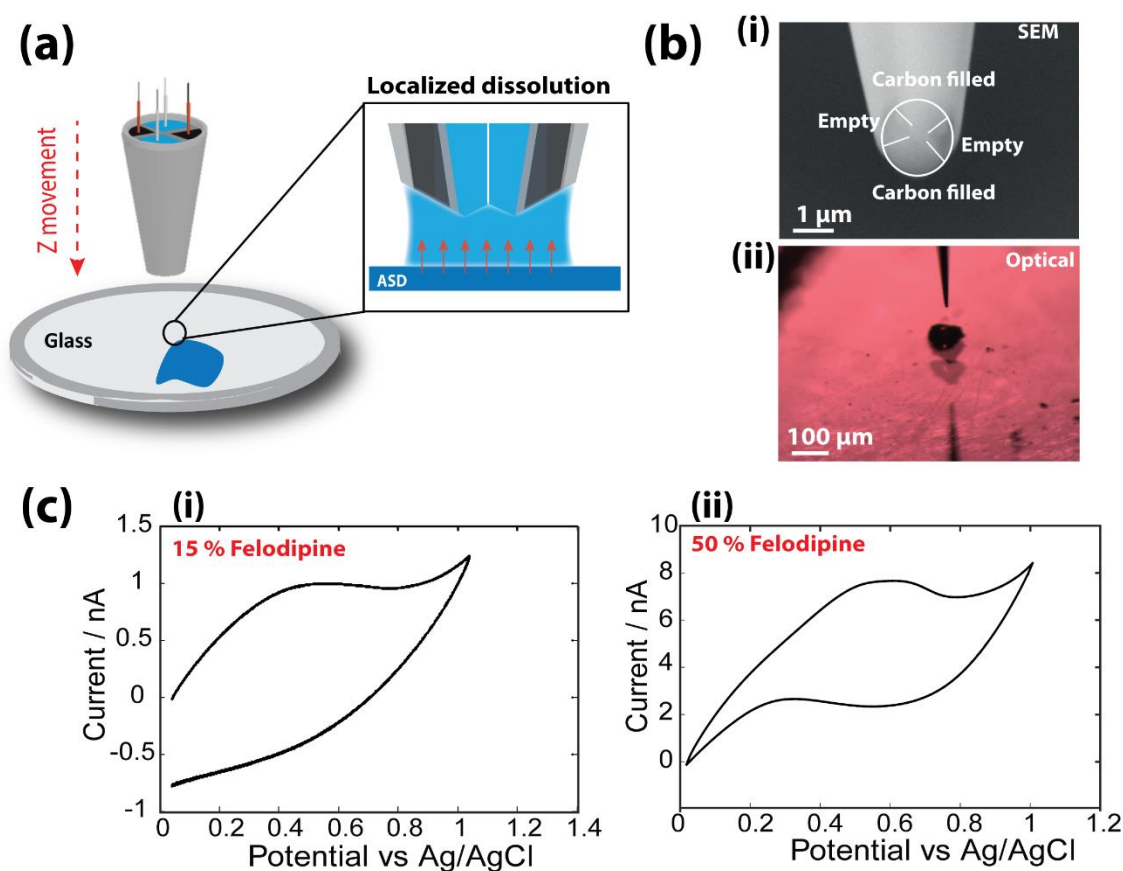 (a)
Z movement
Localized dissolution
ASD
Glass
(b)
(i)
SEM
Carbon filled
Empty
Empty
Carbon filled
1 µm
(ii)
Optical
100 µm
(c)
(i)
15 % Felodipine
Current / nA
1.5
1
0.5
0
-0.5
-1
0 0.2 0.4 0.6 0.8 1 1.2 1.4
Potential vs Ag/AgCl
(ii)
50 % Felodipine
Current / nA
10
8
6
4
2
0
0 0.2 0.4 0.6 0.8 1 1.2
Potential vs Ag/AgCl